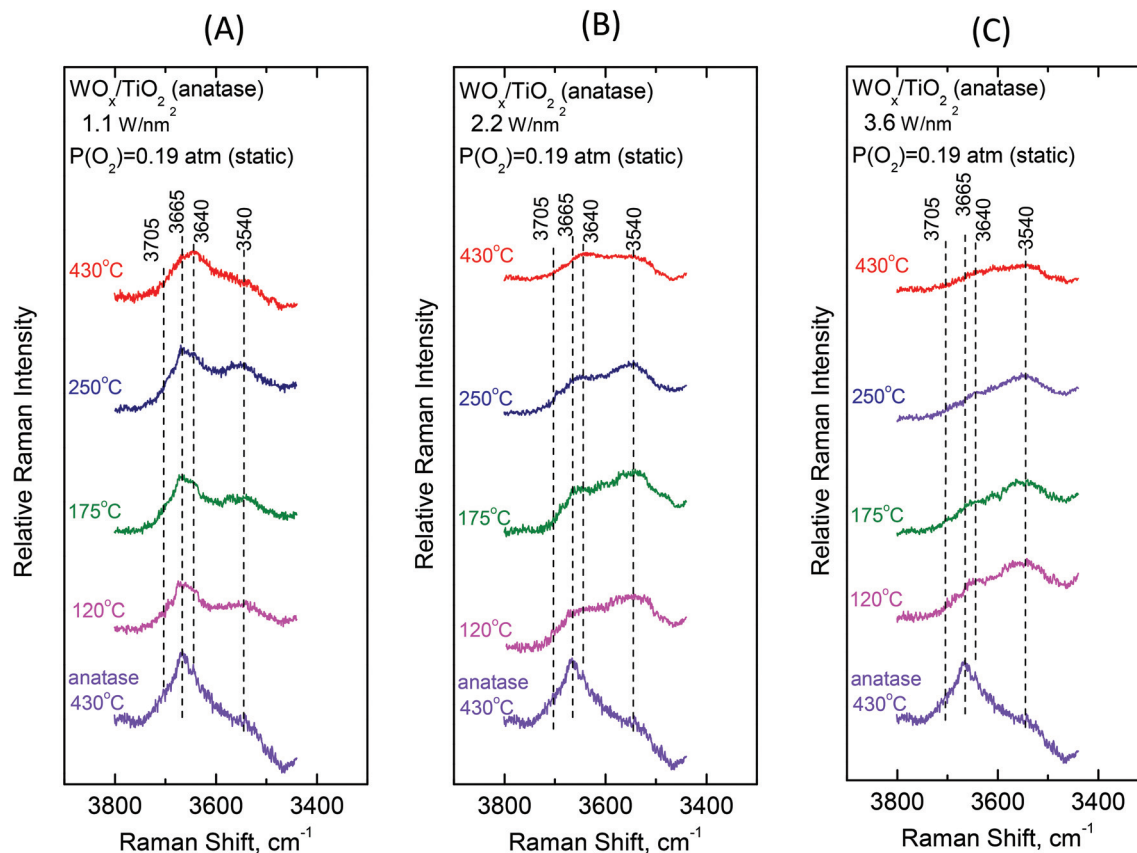 (A)
WOₓ/TiO₂ (anatase)
1.1 W/nm²
P(O₂)=0.19 atm (static)
3705
3665
3640
3540
430°C
250°C
175°C
120°C
anatase
430°C
Relative Raman Intensity
3800
3600
3400
Raman Shift, cm⁻¹
(B)
WOₓ/TiO₂ (anatase)
2.2 W/nm²
P(O₂)=0.19 atm (static)
3705
3665
3640
3540
430°C
250°C
175°C
120°C
anatase
430°C
Relative Raman Intensity
3800
3600
3400
Raman Shift, cm⁻¹
(C)
WOₓ/TiO₂ (anatase)
3.6 W/nm²
P(O₂)=0.19 atm (static)
3705
3665
3640
3540
430°C
250°C
175°C
120°C
anatase
430°C
Relative Raman Intensity
3800
3600
3400
Raman Shift, cm⁻¹